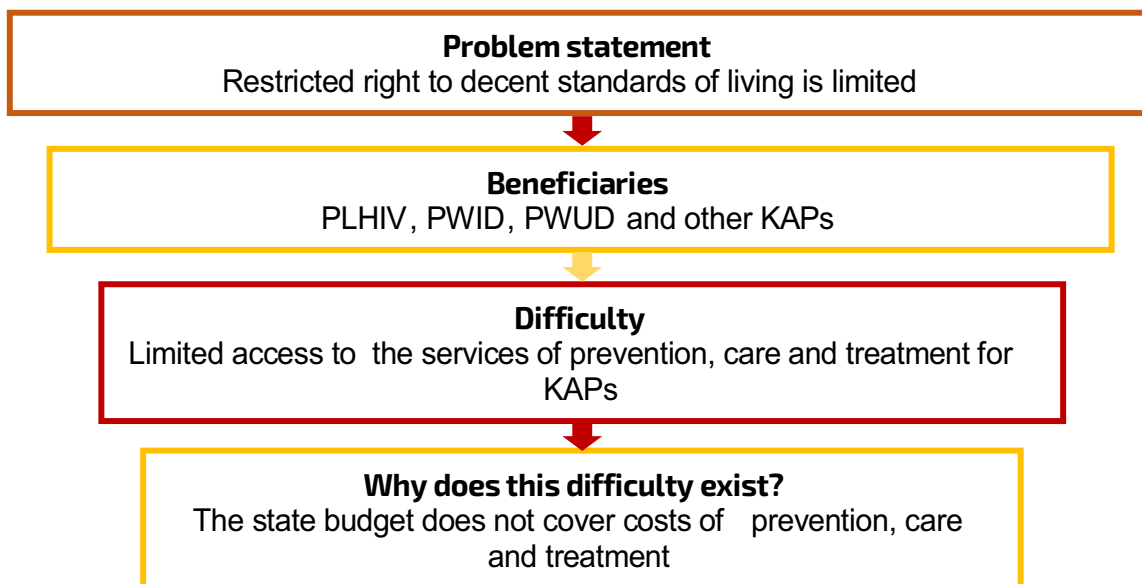 Problem statement
Restricted right to decent standards of living is limited
Beneficiaries
PLHIV, PWID, PWUD and other KAPs
Difficulty
Limited access to the services of prevention, care and treatment for
KAPs
Why does this difficulty exist?
The state budget does not cover costs of prevention, care
and treatment